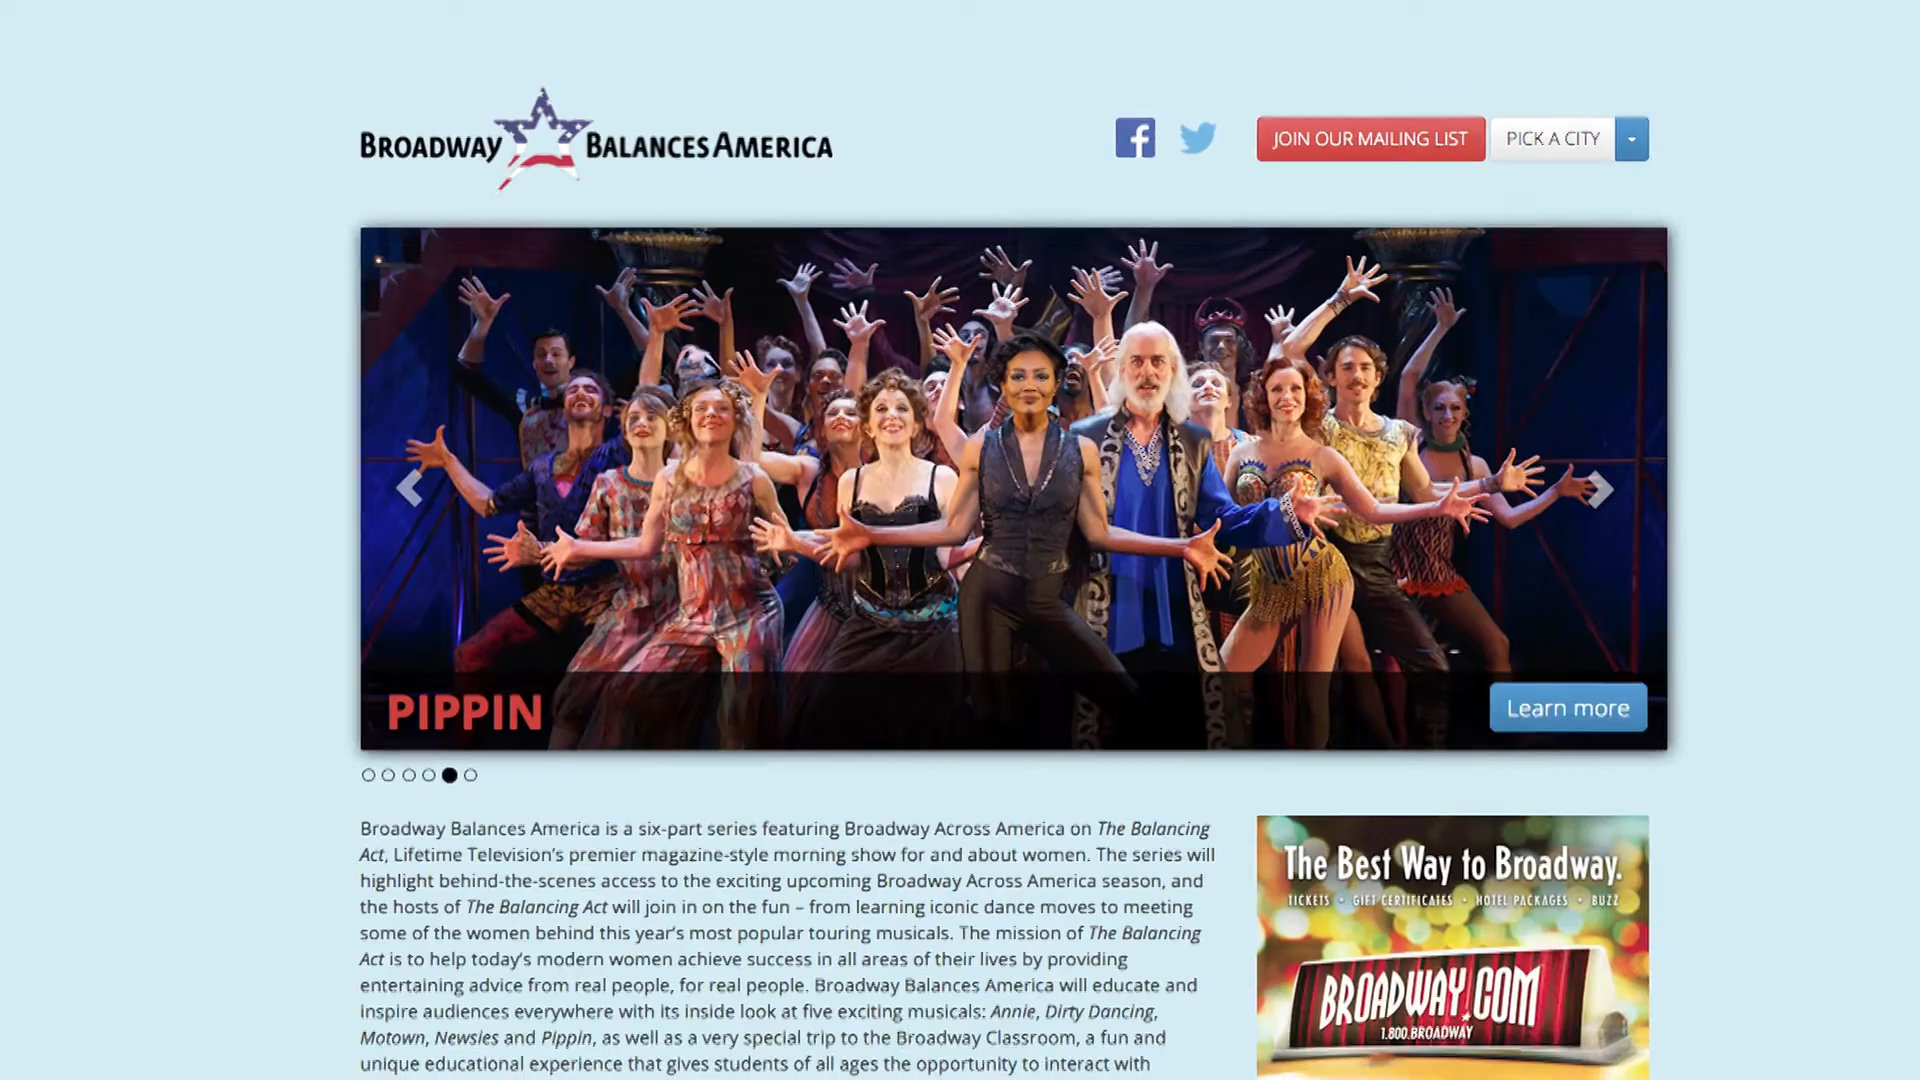 BROADWAY BALANCES AMERICA
JOIN OUR MAILING LIST
PICK A CITY
PIPPIN
Learn more
Broadway Balances America is a six-part series featuring Broadway Across America on The Balancing
Act, Lifetime Television's premier magazine-style morning show for and about women. The series will
highlight behind-the-scenes access to the exciting upcoming Broadway Across America season, and
the hosts of The Balancing Act will join in on the fun – from learning iconic dance moves to meeting
some of the women behind this year's most popular touring musicals. The mission of The Balancing
Act is to help today's modern women achieve success in all areas of their lives by providing
entertaining advice from real people, for real people. Broadway Balances America will educate and
inspire audiences everywhere with its inside look at five exciting musicals: Annie, Dirty Dancing,
Motown, Newsies and Pippin, as well as a very special trip to the Broadway Classroom, a fun and
unique educational experience that gives students of all ages the opportunity to interact with
The Best Way to Broadway.
TICKETS • GIFT CERTIFICATES • HOTEL PACKAGES • BUZZ
BROADWAY.COM
1.800.BROADWAY